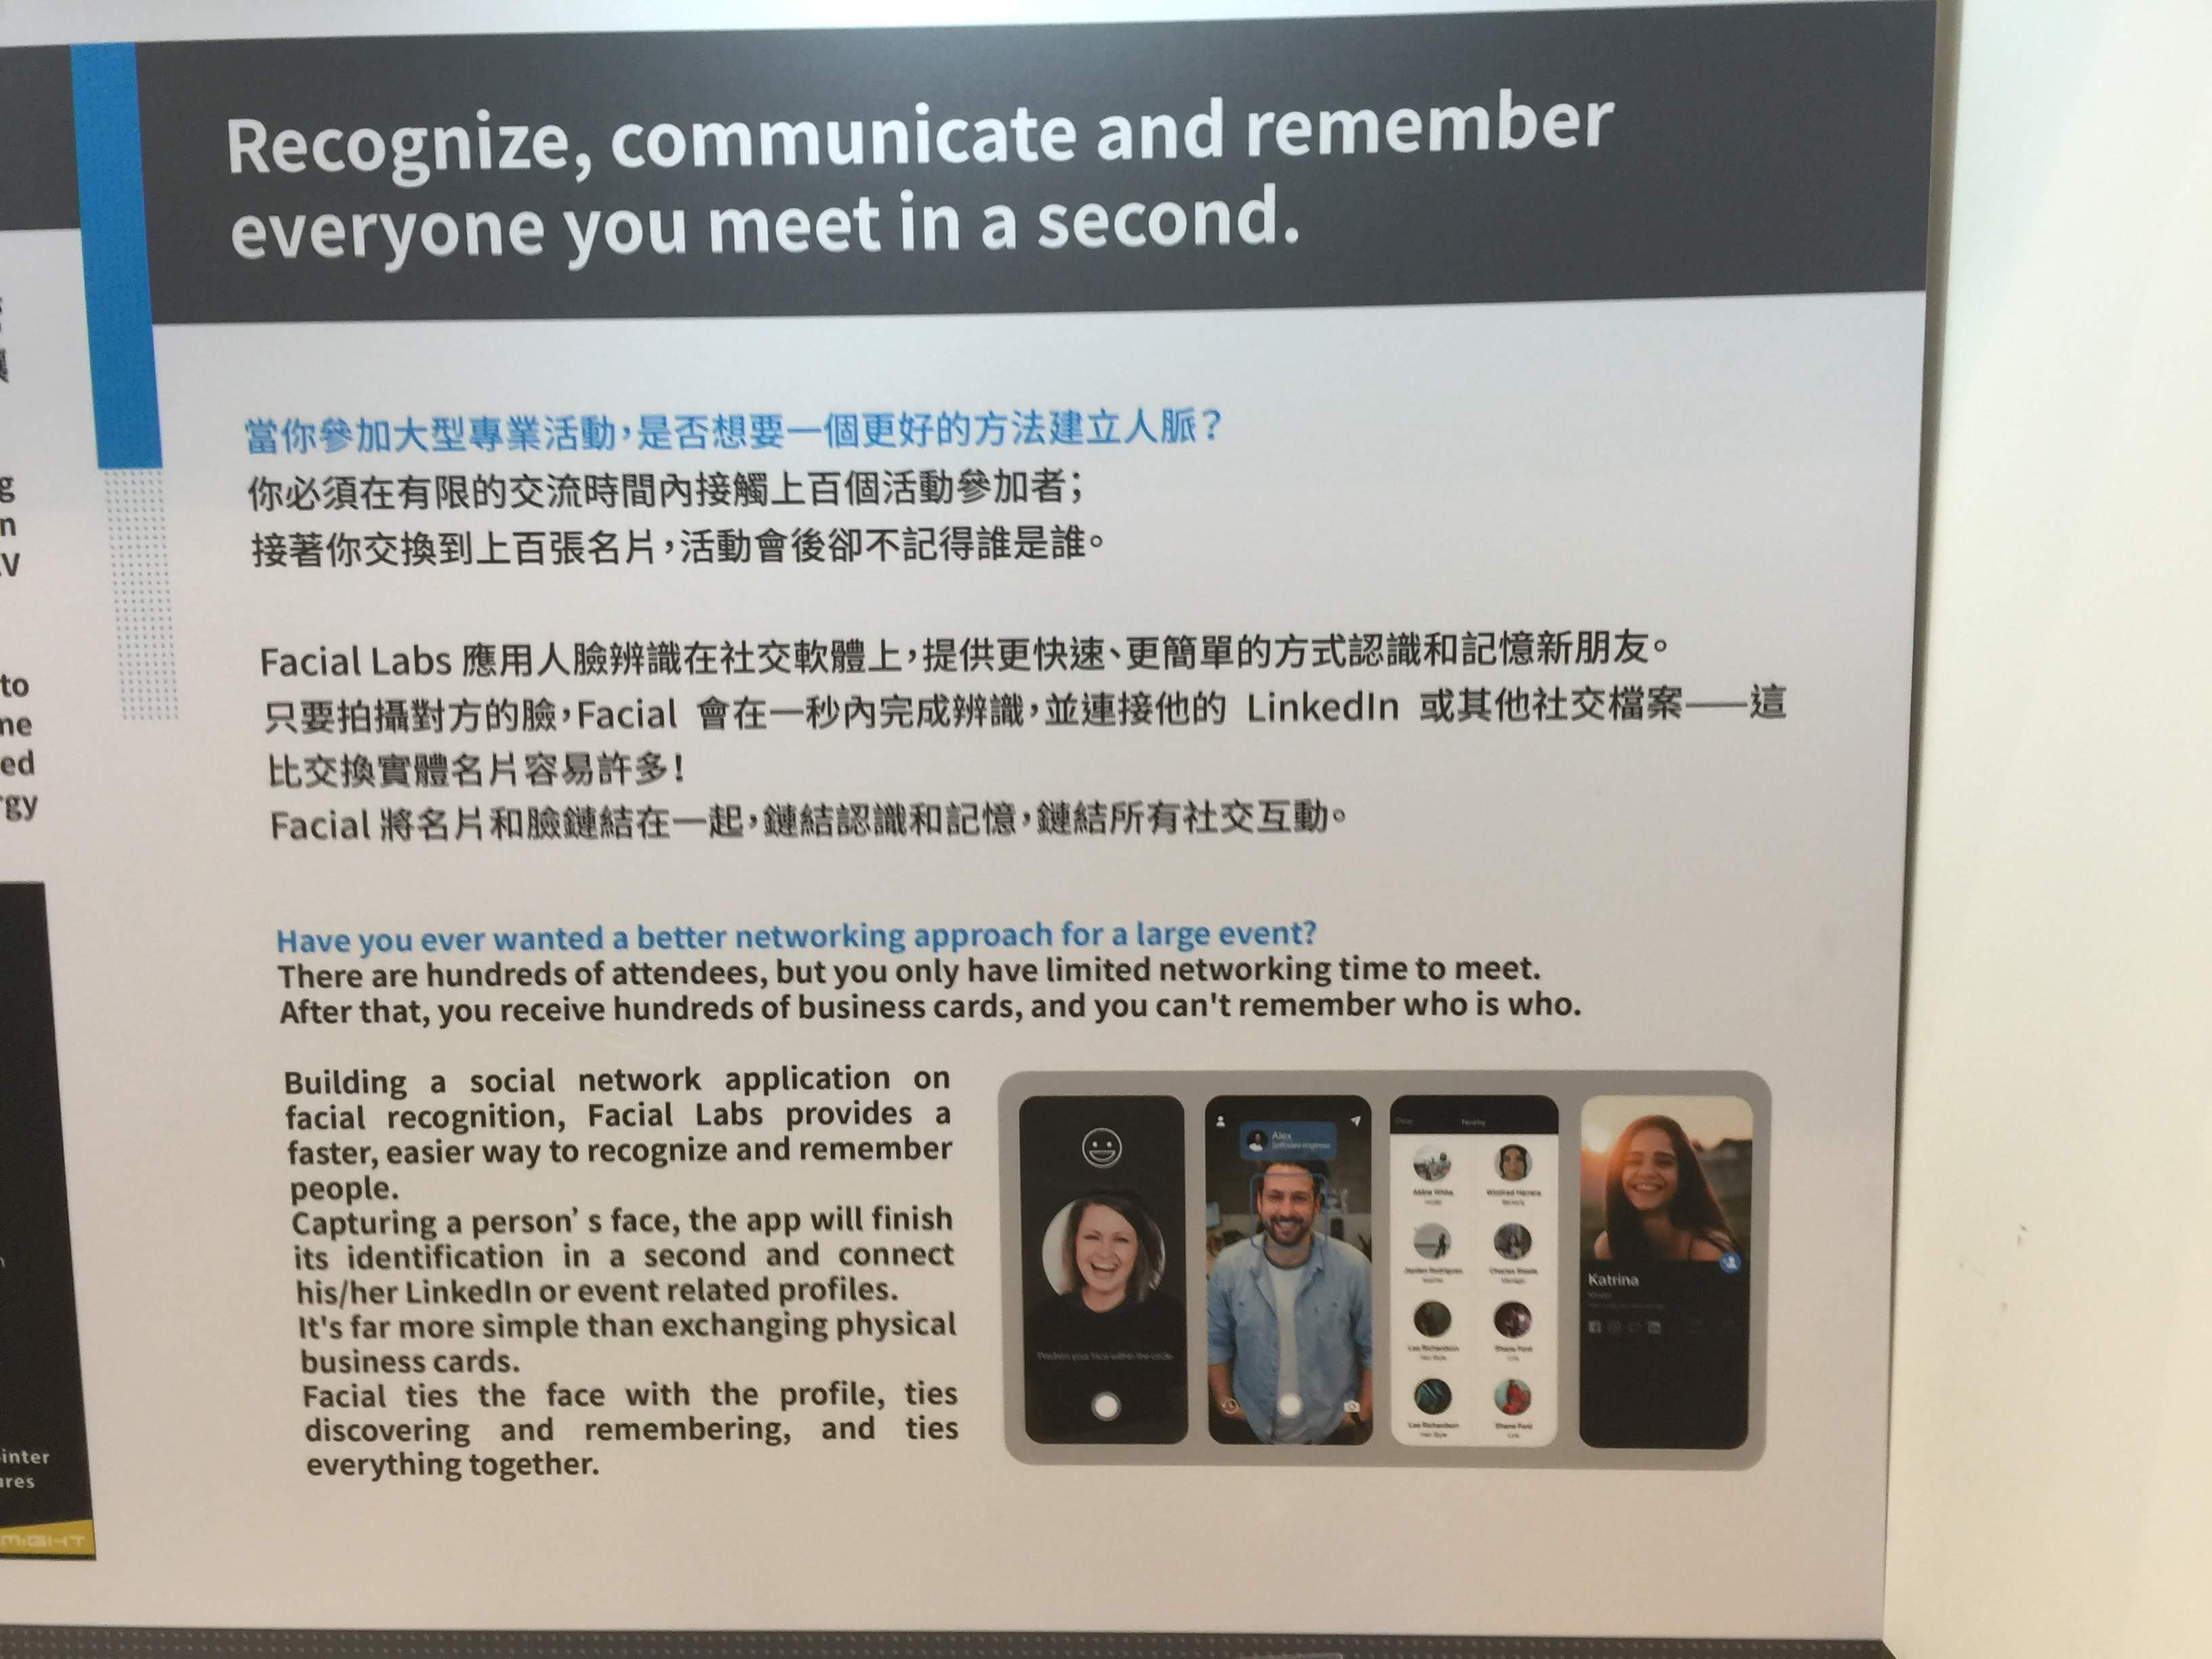 Recognize, communicate and remember
everyone you meet in a second.
當你參加大型專業活動，是否想要一個更好的方法建立人脈？
你必須在有限的交流時間內接觸上百個活動參加者；
接著你交換到上百張名片，活動會後卻不記得誰是誰。
Facial Labs 應用人臉辨識在社交軟體上，提供更快速、更簡單的方式認識和記憶新朋友。
只要拍攝對方的臉，Facial 會在一秒內完成辨識，並連接他的 LinkedIn 或其他社交檔案——這
比交換實體名片容易許多！
Facial 將名片和臉鏈結在一起，鏈結認識和記憶，鏈結所有社交互動。
Have you ever wanted a better networking approach for a large event?
There are hundreds of attendees, but you only have limited networking time to meet.
After that, you receive hundreds of business cards, and you can't remember who is who.
Building a social network application on
facial recognition, Facial Labs provides a
faster, easier way to recognize and remember
people.
Capturing a person’s face, the app will finish
its identification in a second and connect
his/her LinkedIn or event related profiles.
It's far more simple than exchanging physical
business cards.
Facial ties the face with the profile, ties
discovering and remembering, and ties
everything together.
Position your face within the circle
Alex
Software engineer
Nearby
Katrina
g
n
to
me
ed
rgy
inter
ures
MIGHT